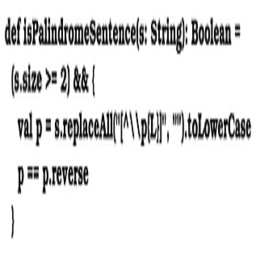 def isPalindromeSentence(s: String): Boolean =
(s.size >= 2) && {
val p = s.replaceAll("[^\\p{L}]", "").toLowerCase
p == p.reverse
}